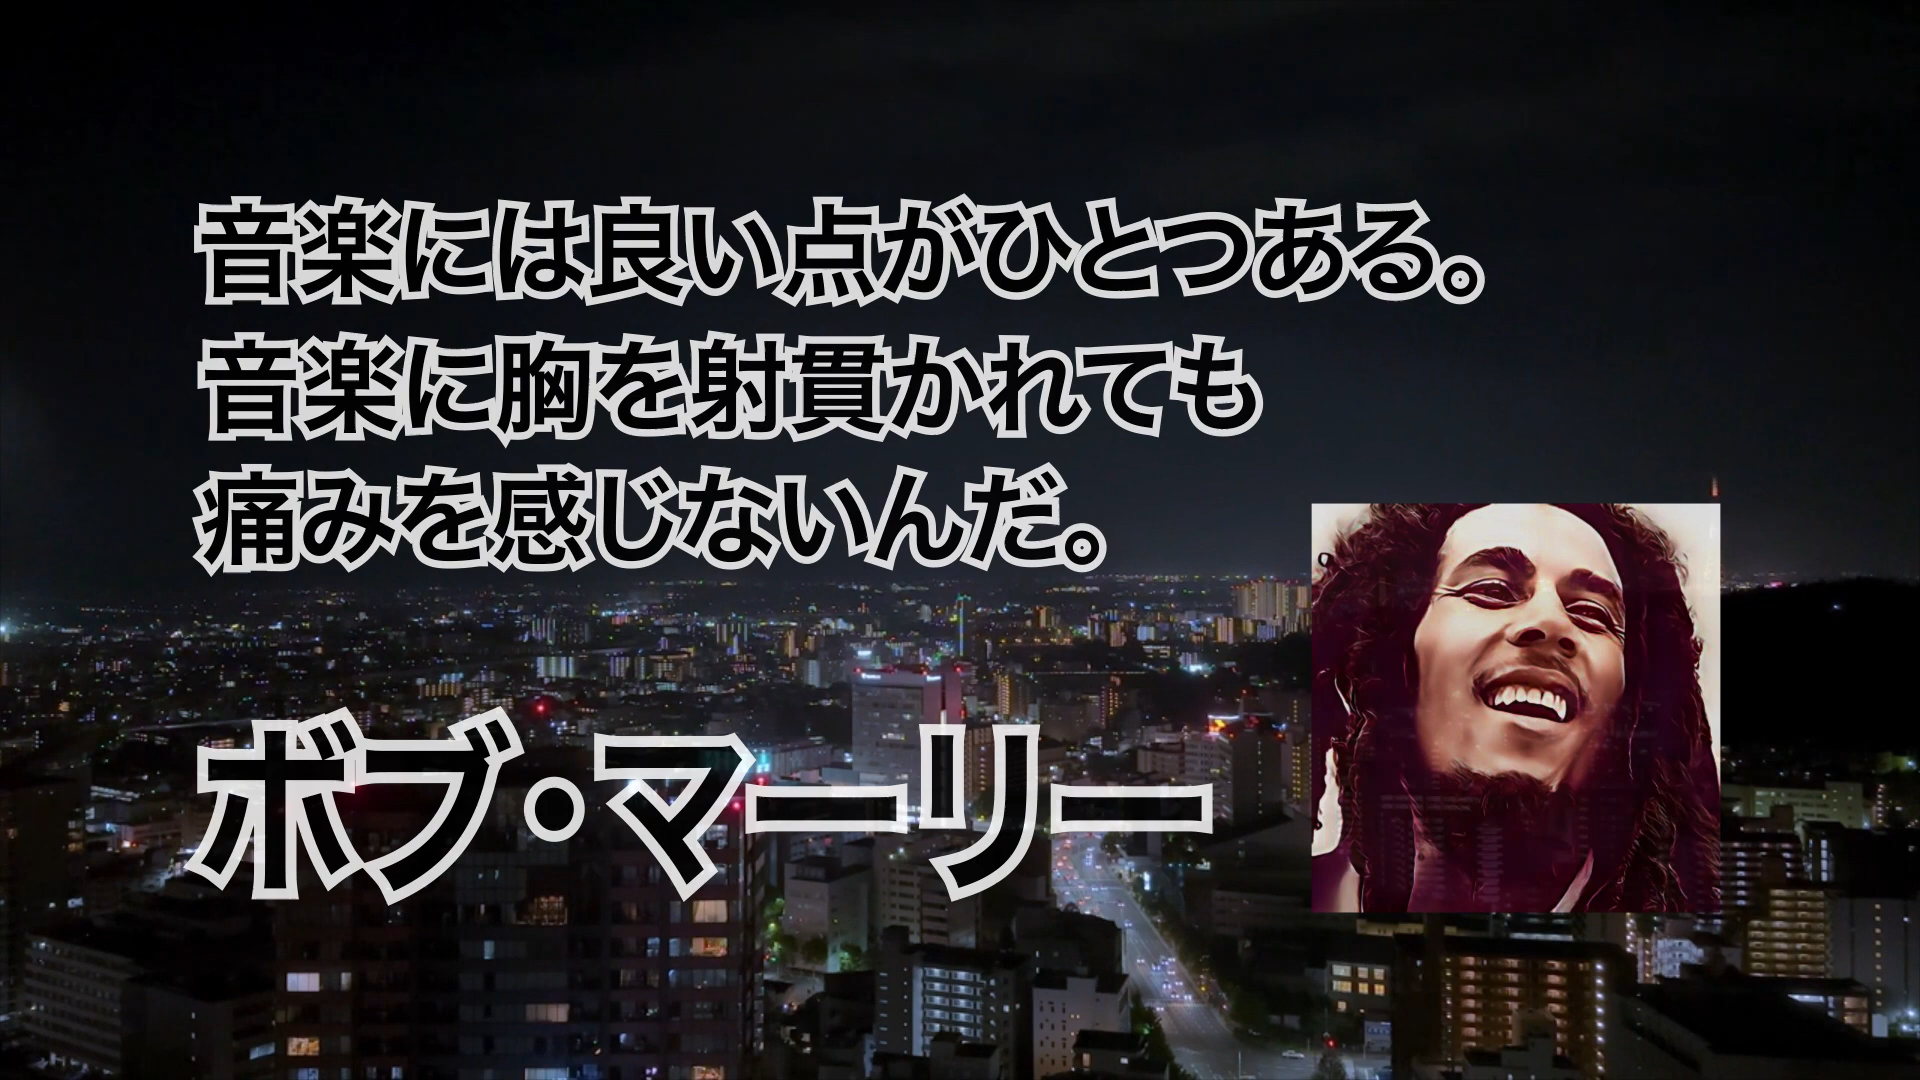 音楽には良い点がひとつある。
音楽に胸を射貫かれても
痛みを感じないんだ。
ボブ・マーリー